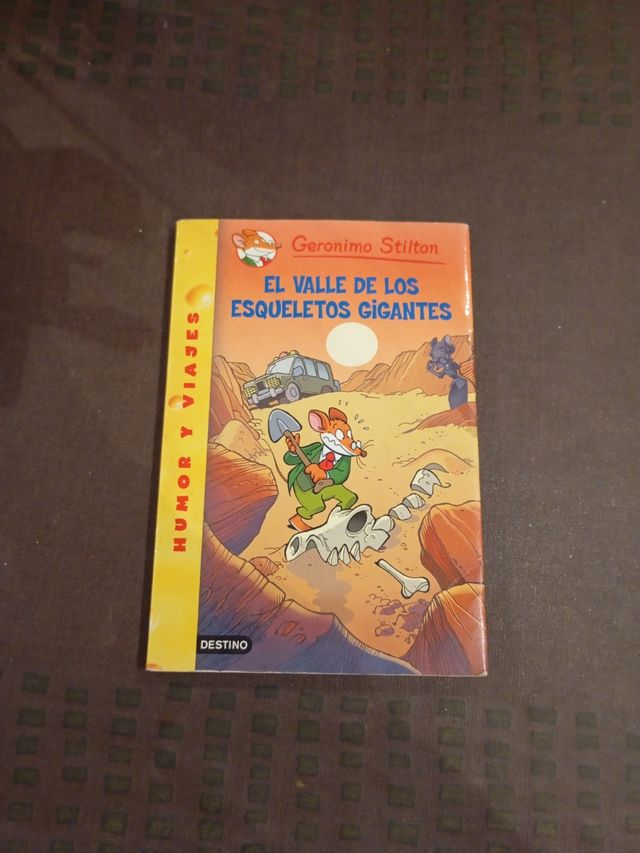 Geronimo Stilton
EL VALLE DE LOS
ESQUELETOS GiGANTES
HUMOR Y VIAJES
DESTINO